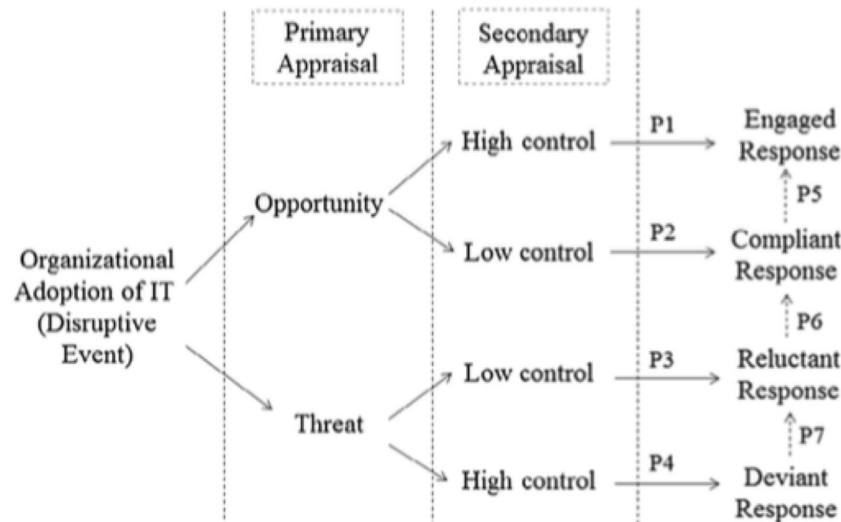 Primary
Appraisal
Secondary
Appraisal
High control
P1
Engaged
Response
P5
Opportunity
Low control
P2
Compliant
Response
Organizational
Adoption of IT
(Disruptive
Event)
P6
Low control
P3
Reluctant
Response
Threat
P7
High control
P4
Deviant
Response